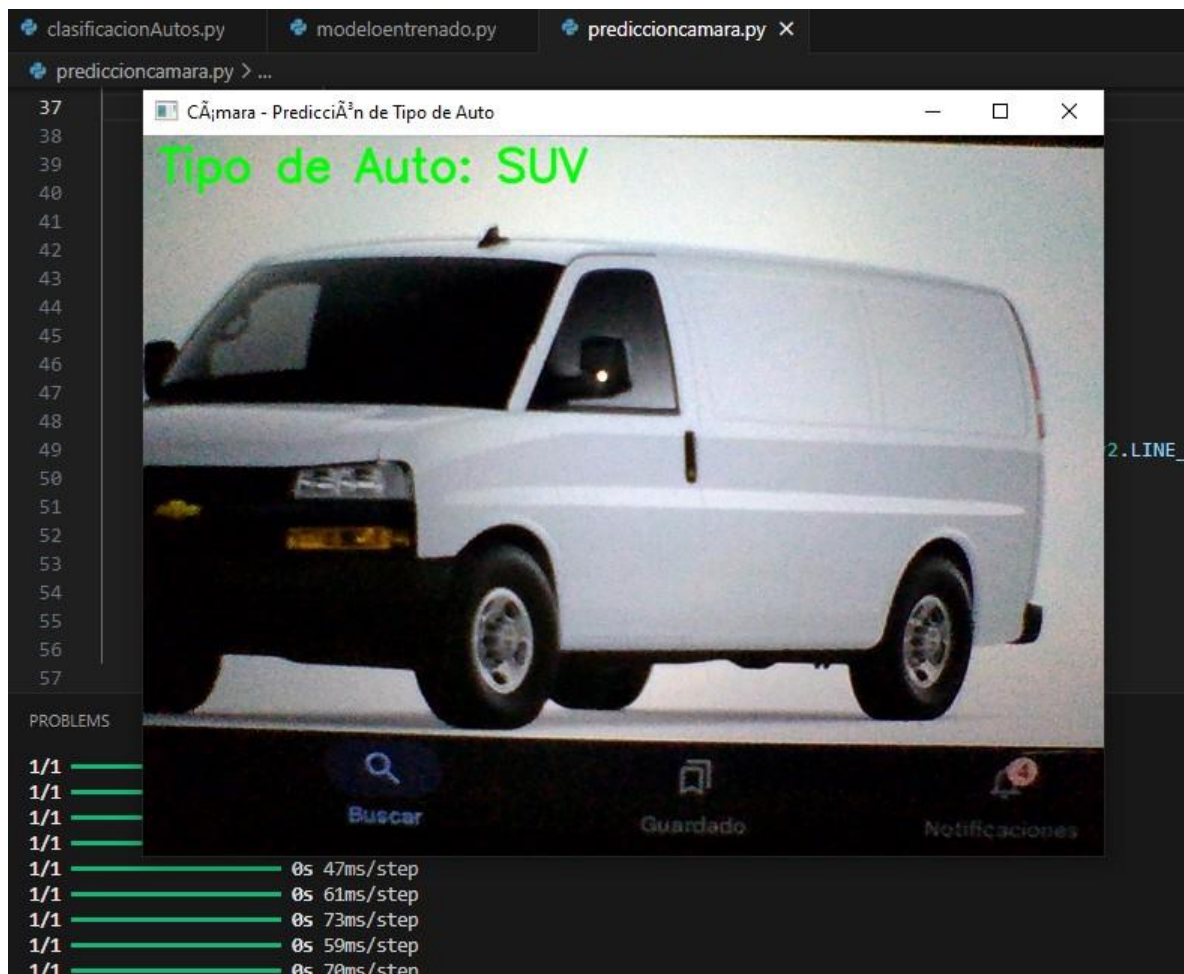 clasificacionAutos.py modeloentrenado.py prediccioncamara.py
prediccioncamara.py > ...
37
CÃ¡mara - PredicciÃ³n de Tipo de Auto
38
Tipo de Auto: SUV
39
40
41
42
43
44
45
46
47
48
49 2.LINE_
50
51
52
53
54
55
56
57
PROBLEMS
1/1
1/1
1/1
1/1
Buscar Guardado Notificaciones
4
1/1 0s 47ms/step
1/1 0s 61ms/step
1/1 0s 73ms/step
1/1 0s 59ms/step
1/1 0s 70ms/step